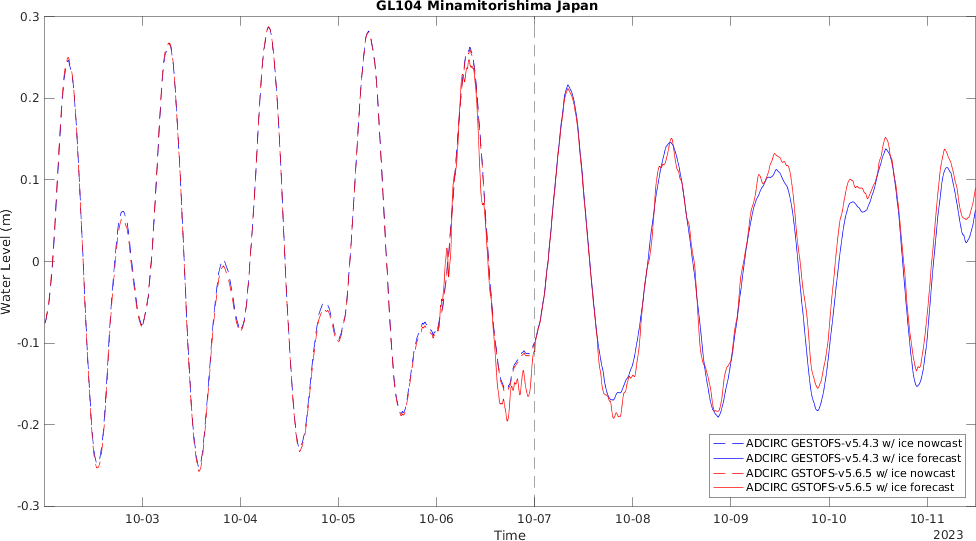 GL104 Minamitorishima Japan
0.3
0.2
0.1
0
-0.1
-0.2
-0.3
Water Level (m)
10-03
10-04
10-05
10-06
10-07
10-08
10-09
10-10
10-11
Time
2023
ADCIRC GESTOFS-v5.4.3 w/ ice nowcast
ADCIRC GESTOFS-v5.4.3 w/ ice forecast
ADCIRC GSTOFS-v5.6.5 w/ ice nowcast
ADCIRC GSTOFS-v5.6.5 w/ ice forecast